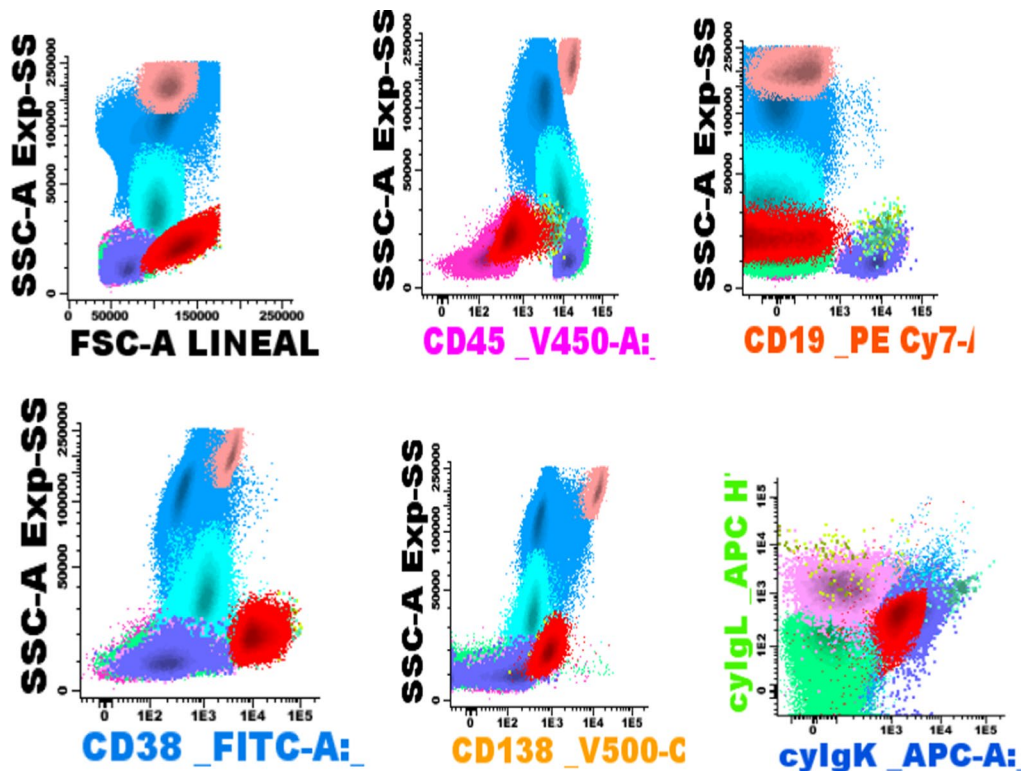 SSC-A Exp-SS
250000
100000
50000
0
0
50000
150000
250000
FSC-A LINEAL
SSC-A Exp-SS
250000
100000
50000
0
0
1E2
1E3
1E4
1E5
CD45 _V450-A:
SSC-A Exp-SS
250000
100000
50000
0
0
1E3
1E4
1E5
CD19 _PE Cy7-
SSC-A Exp-SS
250000
100000
50000
0
0
1E2
1E3
1E4
1E5
CD38 _FITC-A:
SSC-A Exp-SS
250000
100000
50000
0
0
1E2
1E3
1E4
1E5
CD138 _V500-C
cyIgL _APC H
1E5
1E4
1E3
1E2
0
0
1E3
1E4
1E5
cyIgK _APC-A: